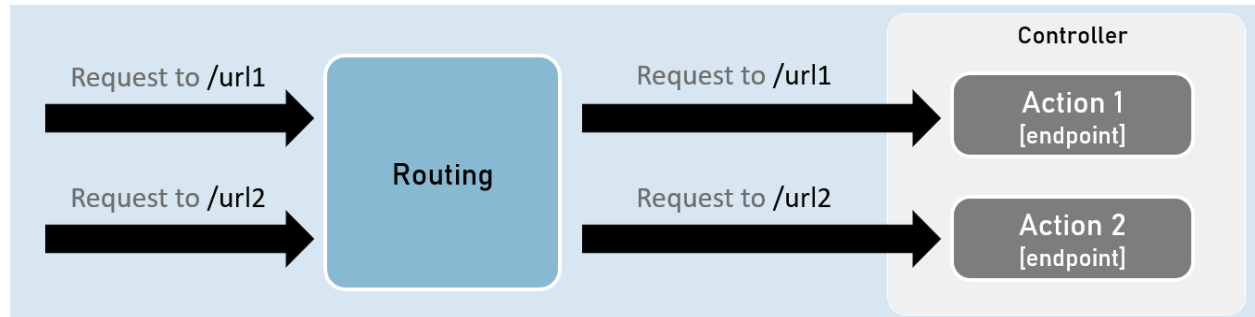 Controller
Request to /url1
Request to /url1
Action 1
[endpoint]
Routing
Request to /url2
Request to /url2
Action 2
[endpoint]